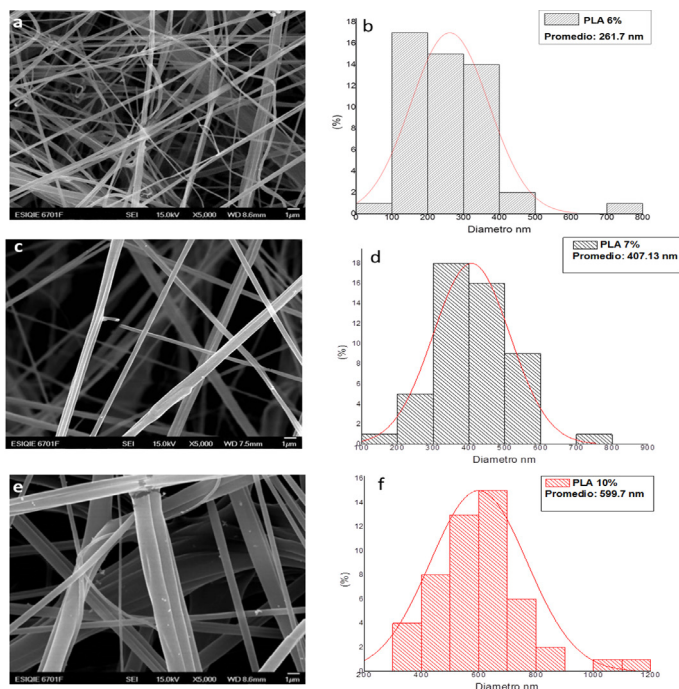 a
ESIQIE 6701F SEI 15.0kV X5,000 WD 8.6mm 1μm
b
PLA 6%
Promedio: 261.7 nm
(%)
18
16
14
12
10
8
6
4
2
0
0 100 200 300 400 500 600 700 800
Diametro nm
c
ESIQIE 6701F SEI 15.0kV X5,000 WD 7.5mm 1μm
d
PLA 7%
Promedio: 407.13 nm
(%)
18
16
14
12
10
8
6
4
2
0
100 200 300 400 500 600 700 800 900
Diametro nm
e
ESIQIE 6701F SEI 15.0kV X5,000 WD 8.6mm 1μm
f
PLA 10%
Promedio: 599.7 nm
(%)
16
14
12
10
8
6
4
2
0
200 400 600 800 1000 1200
Diametro nm